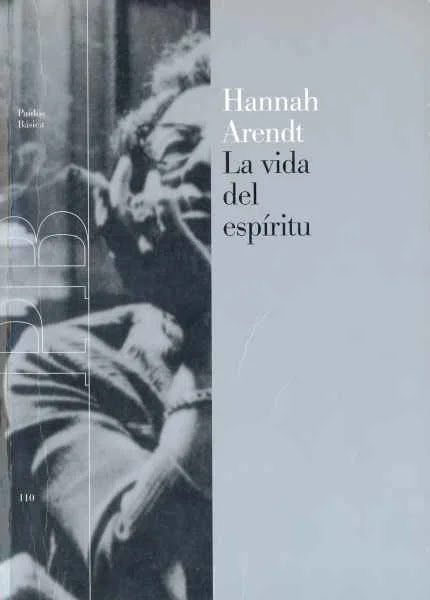 Paidós
Básica
Hannah
Arendt
La vida
del
espíritu
PB
110